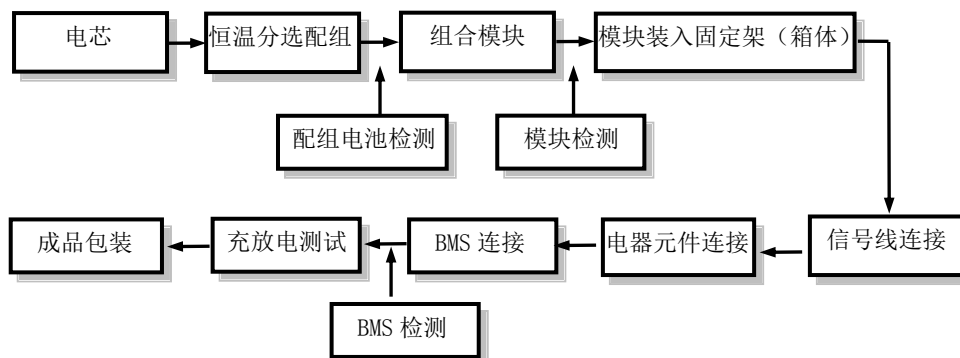 电芯
恒温分选配组
组合模块
模块装入固定架（箱体）
配组电池检测
模块检测
成品包装
充放电测试
BMS 连接
电器元件连接
信号线连接
BMS 检测